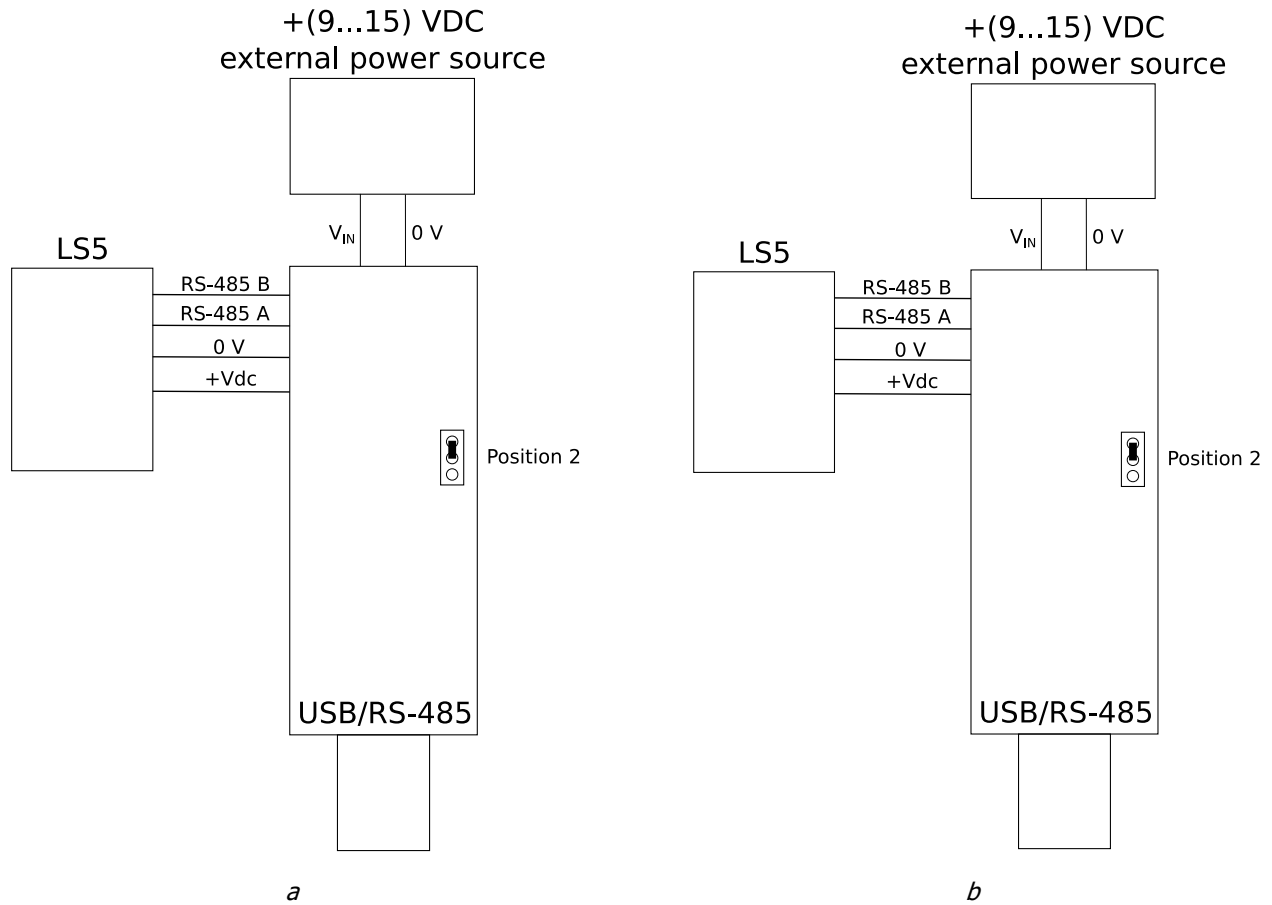 +(9...15) VDC
external power source
V_IN
0 V
LS5
RS-485 B
RS-485 A
0 V
+Vdc
Position 2
USB/RS-485
a
+(9...15) VDC
external power source
V_IN
0 V
LS5
RS-485 B
RS-485 A
0 V
+Vdc
Position 2
USB/RS-485
b